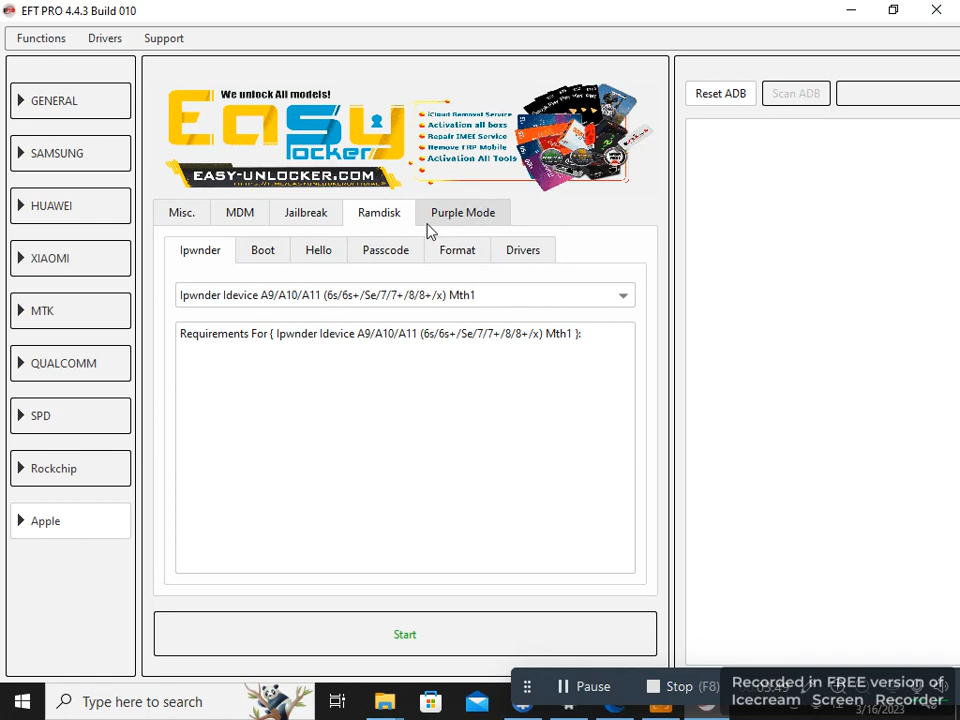 EFT PRO 4.4.3 Build 010
Functions
Drivers
Support
GENERAL
SAMSUNG
HUAWEI
XIAOMI
MTK
QUALCOMM
SPD
Rockchip
Apple
We unlock All models!
Easy
locker
EASY-UNLOCKER.COM
iCloud Removal Service
Activation all boxs
Repair IMEI Service
Remove FRP Mobile
Activation All Tools
Misc.
MDM
Jailbreak
Ramdisk
Purple Mode
Ipwnder
Boot
Hello
Passcode
Format
Drivers
Ipwnder Idevice A9/A10/A11 (6s/6s+/Se/7/7+/8/8+/x) Mth1
Requirements For { Ipwnder Idevice A9/A10/A11 (6s/6s+/Se/7/7+/8/8+/x) Mth1 }:
Start
Reset ADB
Scan ADB
Type here to search
Pause
Stop (F8)
Recorded in FREE version of
Icecream Screen Recorder
3/16/2023